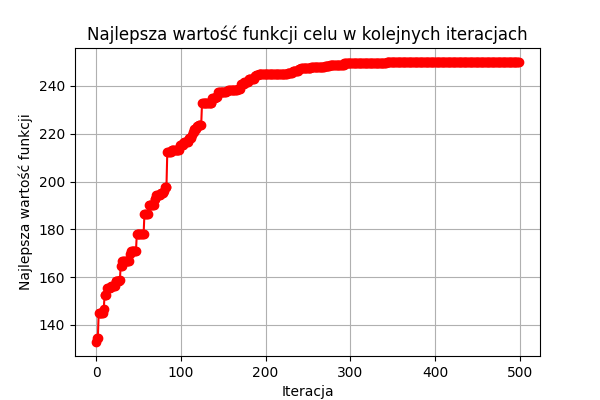 Najlepsza wartość funkcji celu w kolejnych iteracjach
Najlepsza wartość funkcji
240
220
200
180
160
140
0 100 200 300 400 500
Iteracja